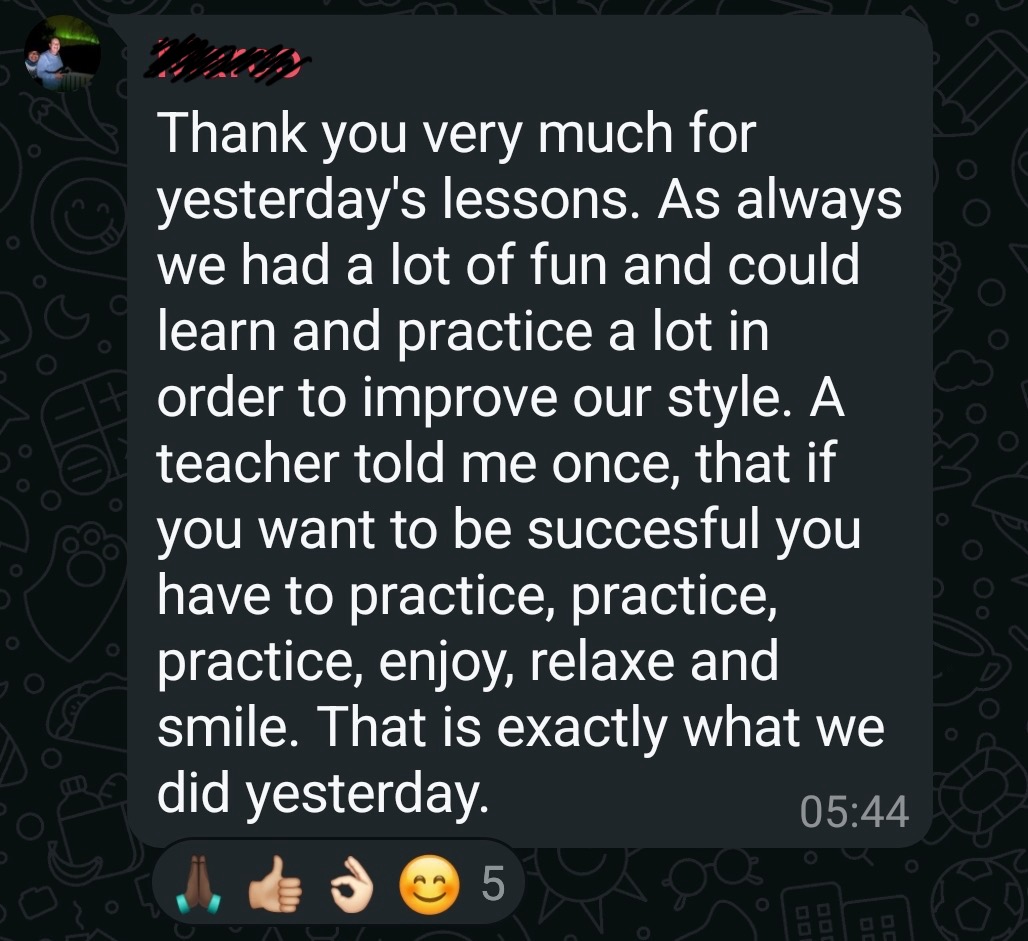 Thank you very much for
yesterday's lessons. As always
we had a lot of fun and could
learn and practice a lot in
order to improve our style. A
teacher told me once, that if
you want to be succesful you
have to practice, practice,
practice, enjoy, relaxe and
smile. That is exactly what we
did yesterday.
05:44
🙏🏿 👍🏼 👌🏼 😊 5